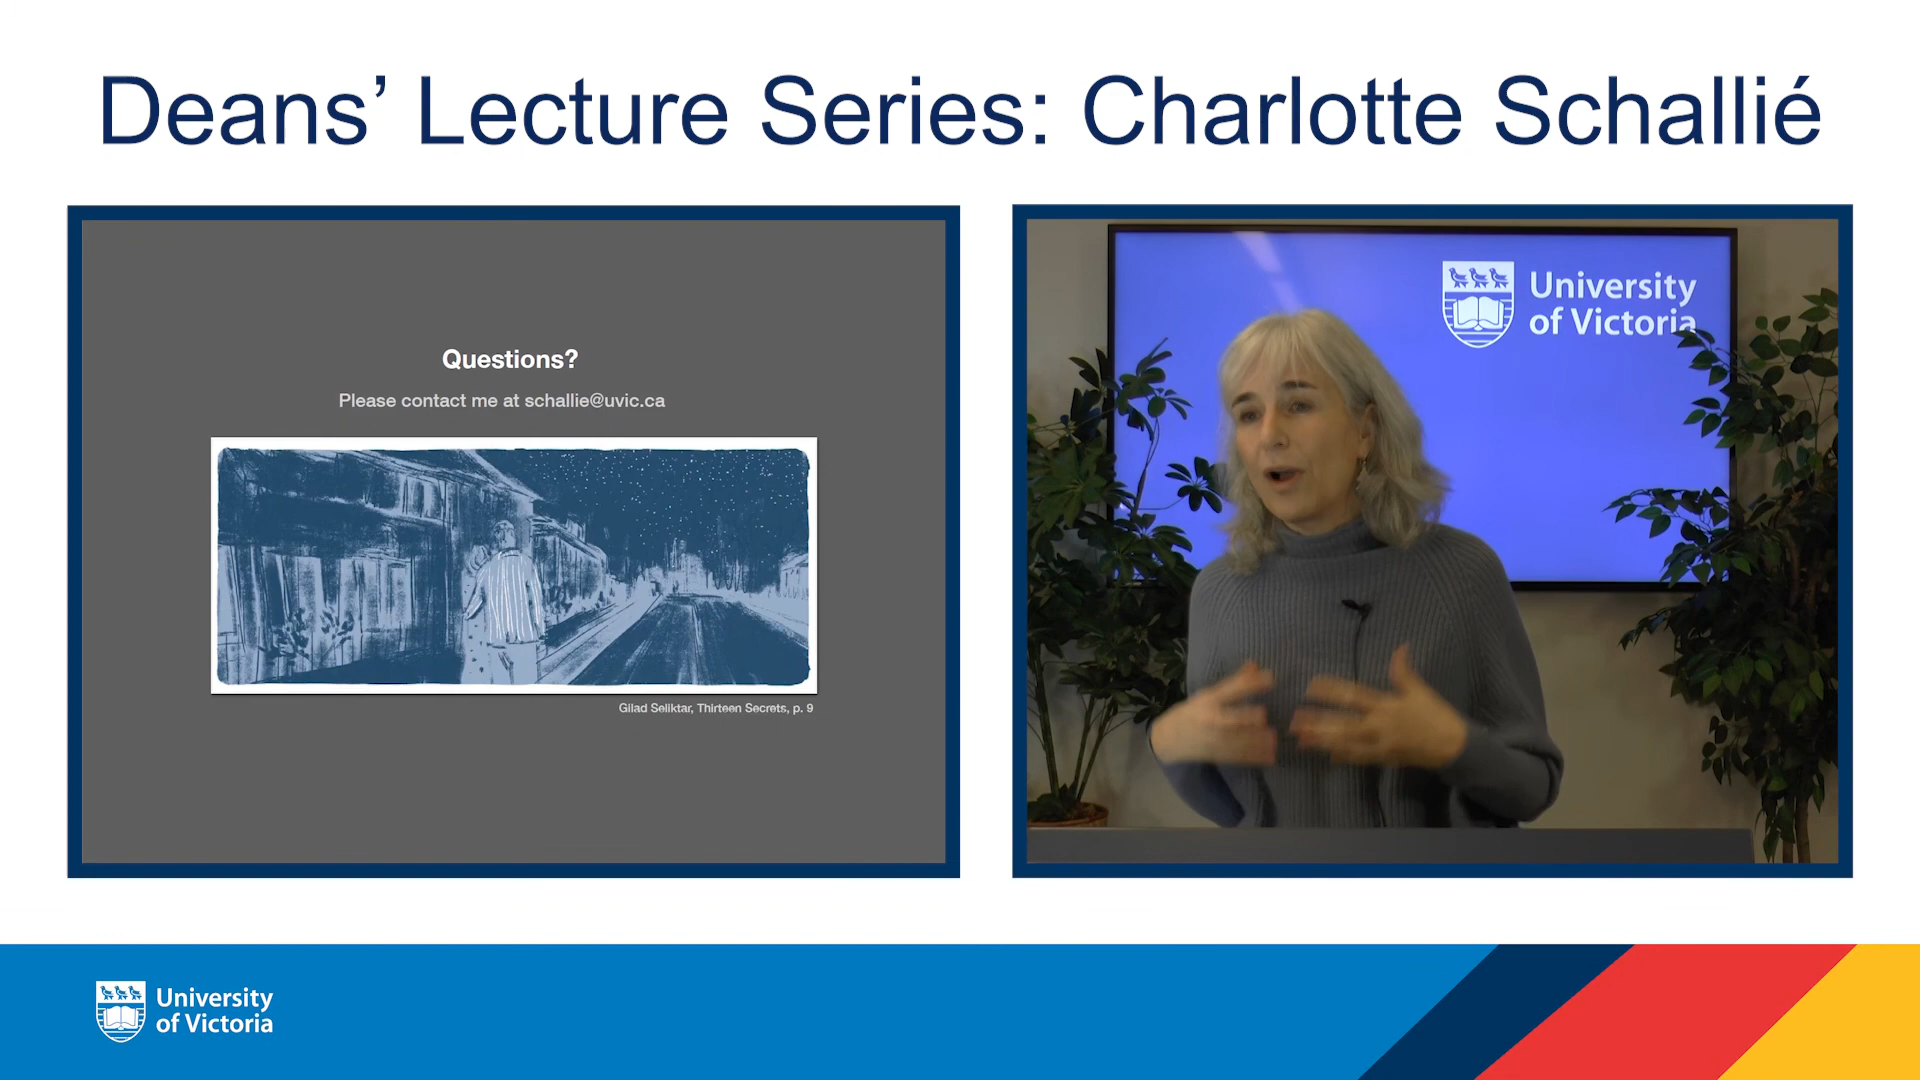 Deans’ Lecture Series: Charlotte Schallié
Questions?
Please contact me at schallie@uvic.ca
Gilad Seliktar, Thirteen Secrets, p. 9
University
of Victoria
University
of Victoria